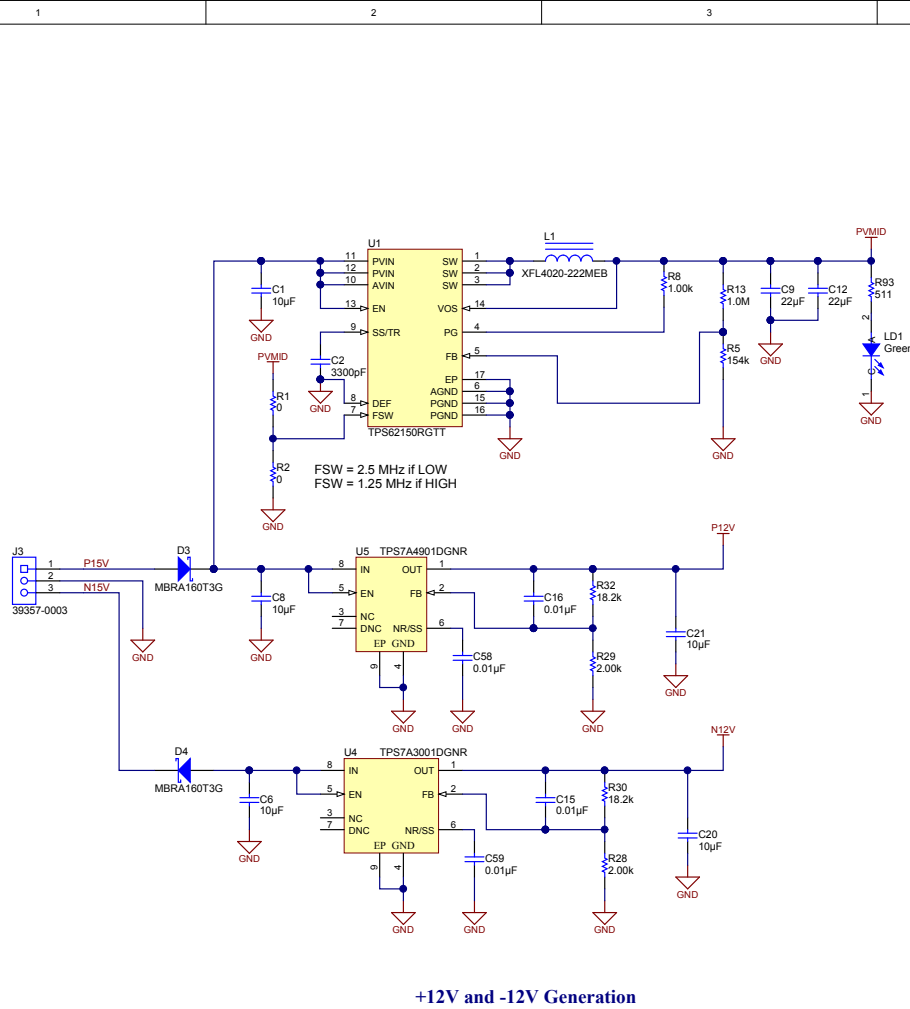 1 2 3
PVMID
U1
L1
XFL4020-222MEB
11 PVIN SW 1
12 PVIN SW 2
10 AVIN SW 3
13 EN VOS 14
9 SS/TR PG 4
FB 5
EP 17
AGND 6
8 DEF PGND 15
7 FSW PGND 16
TPS62150RGTT
C1
10µF
GND
C2
3300pF
GND
PVMID
R1
0
R2
0
GND
FSW = 2.5 MHz if LOW
FSW = 1.25 MHz if HIGH
GND
R8
1.00k
R13
1.0M
R5
154k
GND
C9
22µF
C12
22µF
GND
R93
511
2
A
LD1
Green
C
1
GND
J3
1 P15V
2
3 N15V
39357-0003
GND
D3
MBRA160T3G
C8
10µF
GND
U5 TPS7A4901DGNR
8 IN OUT 1
5 EN FB 2
3 NC
7 DNC NR/SS 6
EP GND
9 4
GND
C58
0.01µF
GND
C16
0.01µF
R32
18.2k
R29
2.00k
GND
P12V
C21
10µF
GND
D4
MBRA160T3G
C6
10µF
GND
U4 TPS7A3001DGNR
8 IN OUT 1
5 EN FB 2
3 NC
7 DNC NR/SS 6
EP GND
9 4
GND
C59
0.01µF
GND
C15
0.01µF
R30
18.2k
R28
2.00k
GND
N12V
C20
10µF
GND
+12V and -12V Generation